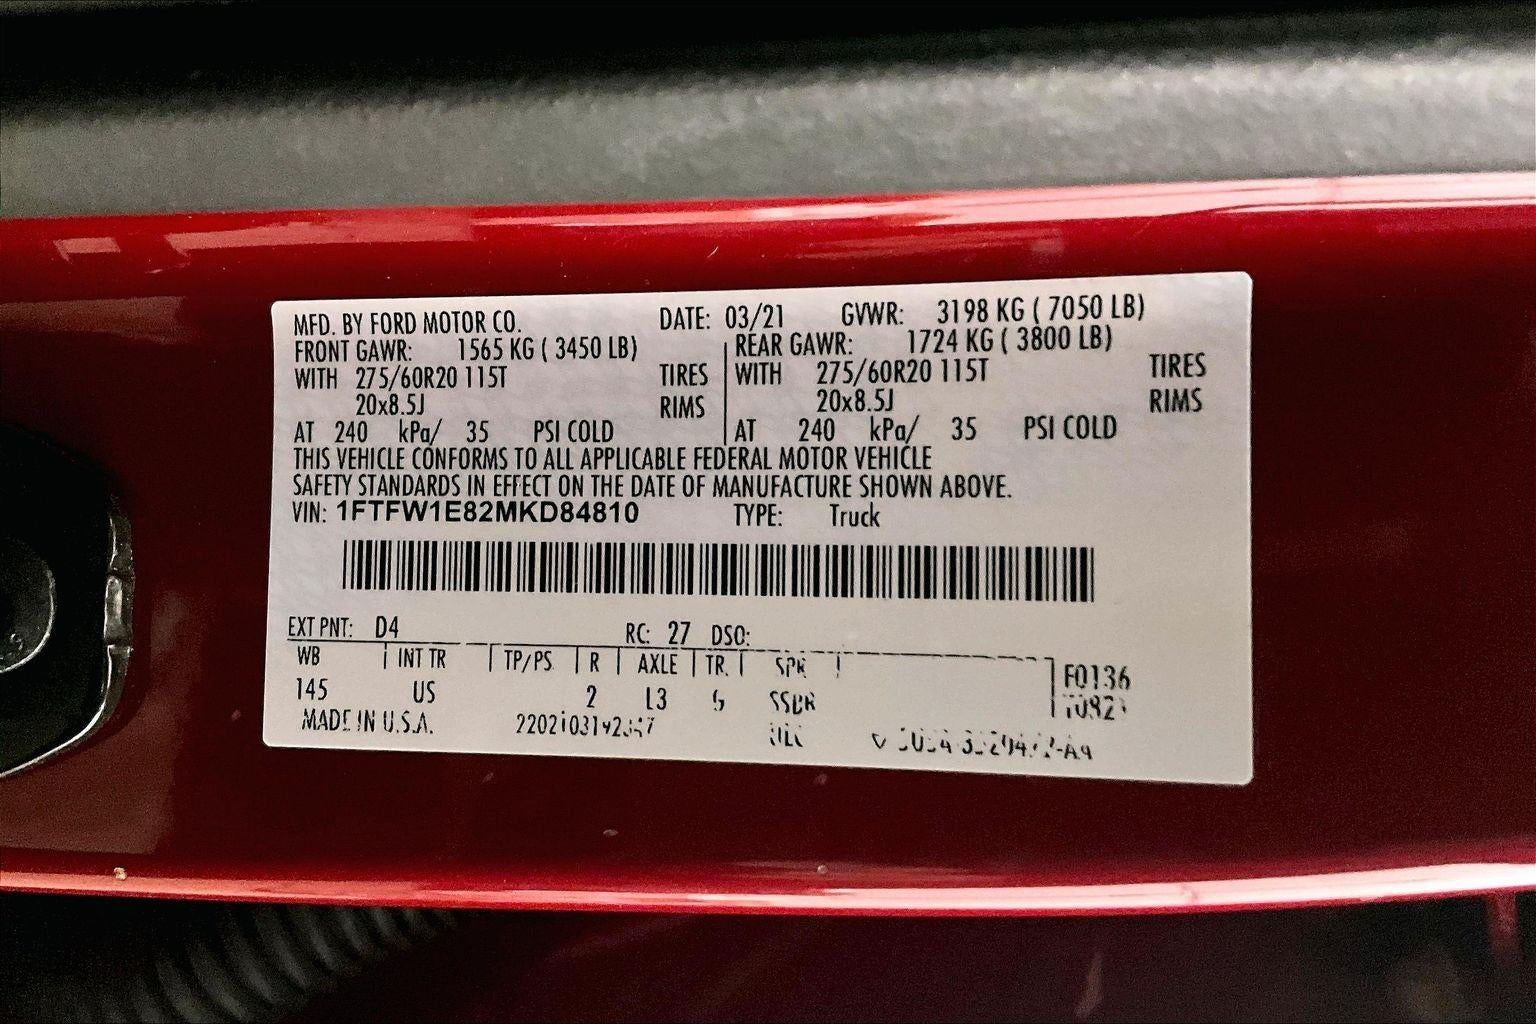 MFD. BY FORD MOTOR CO. DATE: 03/21 GVWR: 3198 KG ( 7050 LB)
FRONT GAWR: 1565 KG ( 3450 LB) REAR GAWR: 1724 KG ( 3800 LB)
WITH 275/60R20 115T TIRES WITH 275/60R20 115T TIRES
20x8.5J RIMS 20x8.5J RIMS
AT 240 kPa/ 35 PSI COLD AT 240 kPa/ 35 PSI COLD
THIS VEHICLE CONFORMS TO ALL APPLICABLE FEDERAL MOTOR VEHICLE
SAFETY STANDARDS IN EFFECT ON THE DATE OF MANUFACTURE SHOWN ABOVE.
VIN: 1FTFW1E82MKD84810 TYPE: Truck
EXT PNT: D4 RC: 27 DSO:
WB INT TR TP/PS R AXLE TR SPR F0136
145 US 2 L3
MADE IN U.S.A.